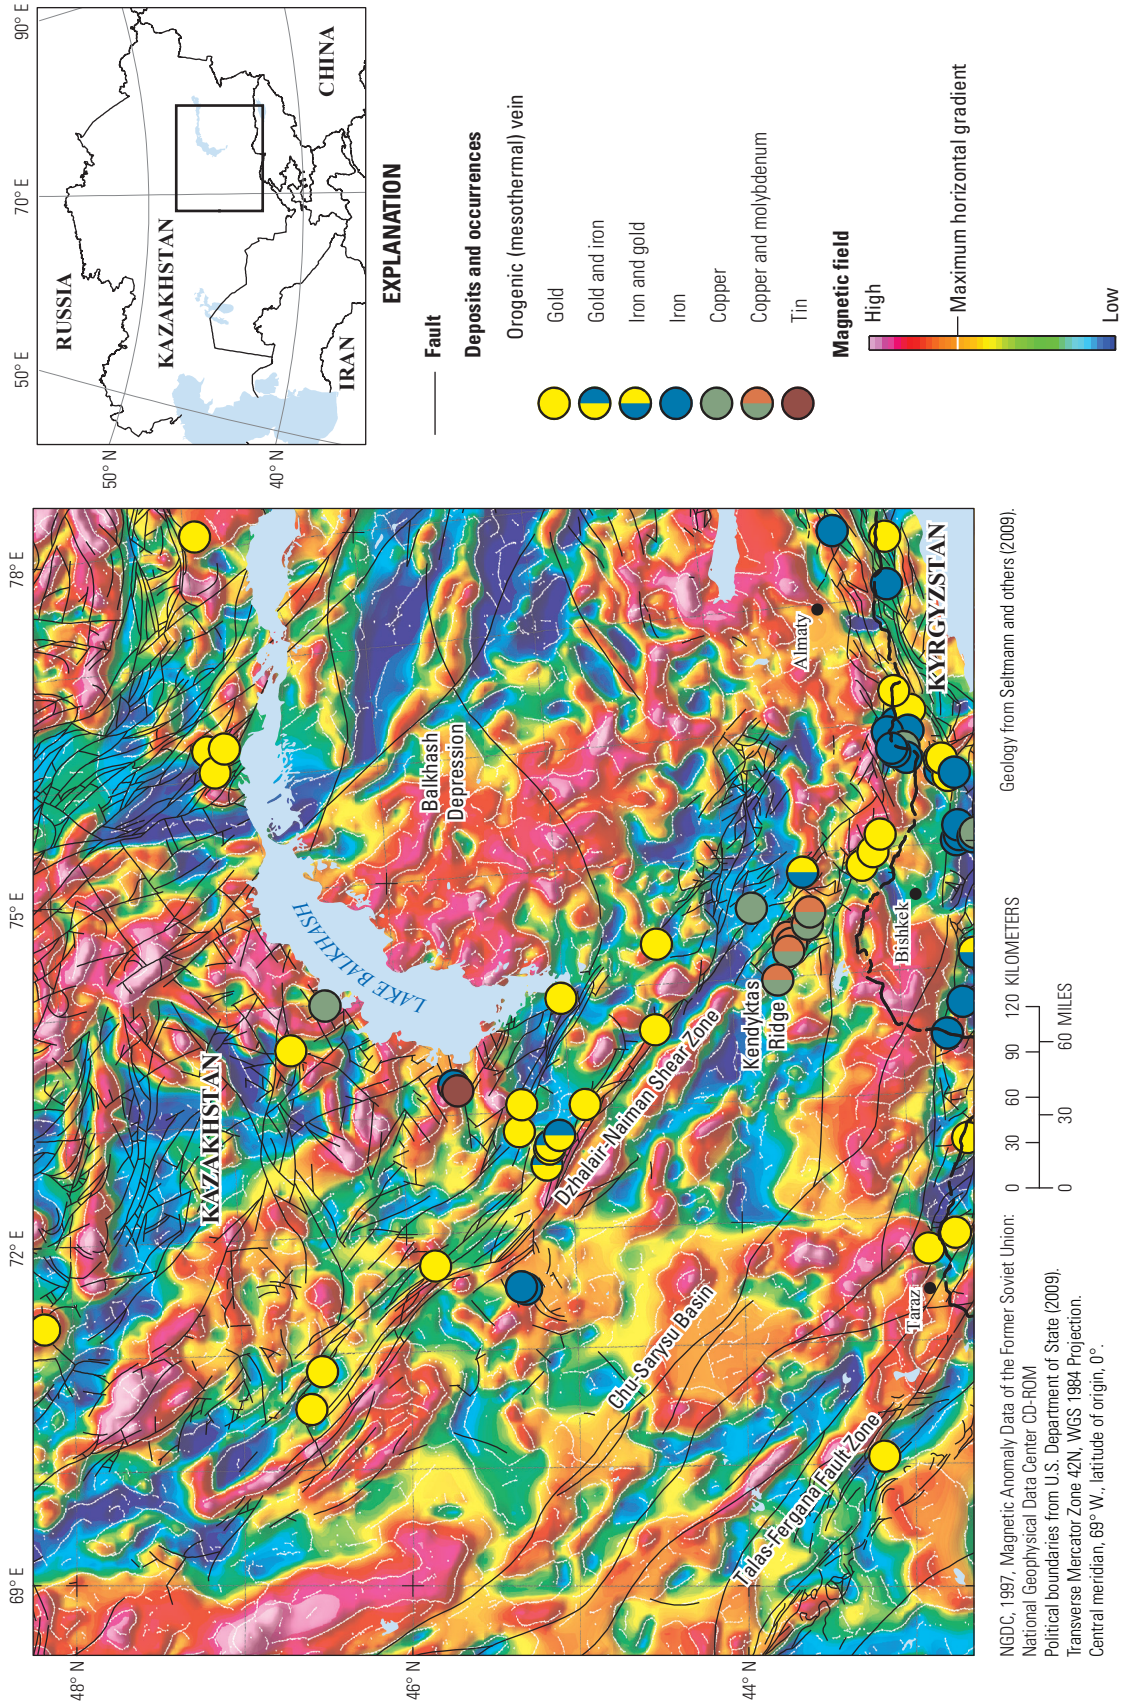 69° E
72° E
75° E
78° E
48° N
46° N
44° N
KAZAKHSTAN
LAKE BALKHASH
Balkhash
Depression
Dzhalair-Naiman Shear Zone
Kendyktas
Ridge
Chu-Sarysu Basin
Talas-Fergana Fault Zone
Taraz
Bishkek
Almaty
KYRGYZSTAN
50° E
70° E
90° E
50° N
40° N
RUSSIA
KAZAKHSTAN
CHINA
IRAN
EXPLANATION
Fault
Deposits and occurrences
Orogenic (mesothermal) vein
Gold
Gold and iron
Iron and gold
Iron
Copper
Copper and molybdenum
Tin
Magnetic field
High
Maximum horizontal gradient
Low
NGDC, 1997, Magnetic Anomaly Data of the Former Soviet Union:
National Geophysical Data Center CD-ROM
Political boundaries from U.S. Department of State (2009).
Transverse Mercator Zone 42N, WGS 1984 Projection.
Central meridian, 69° W., latitude of origin, 0°.
0 30 60 90 120 KILOMETERS
0 30 60 MILES
Geology from Seltmann and others (2009).